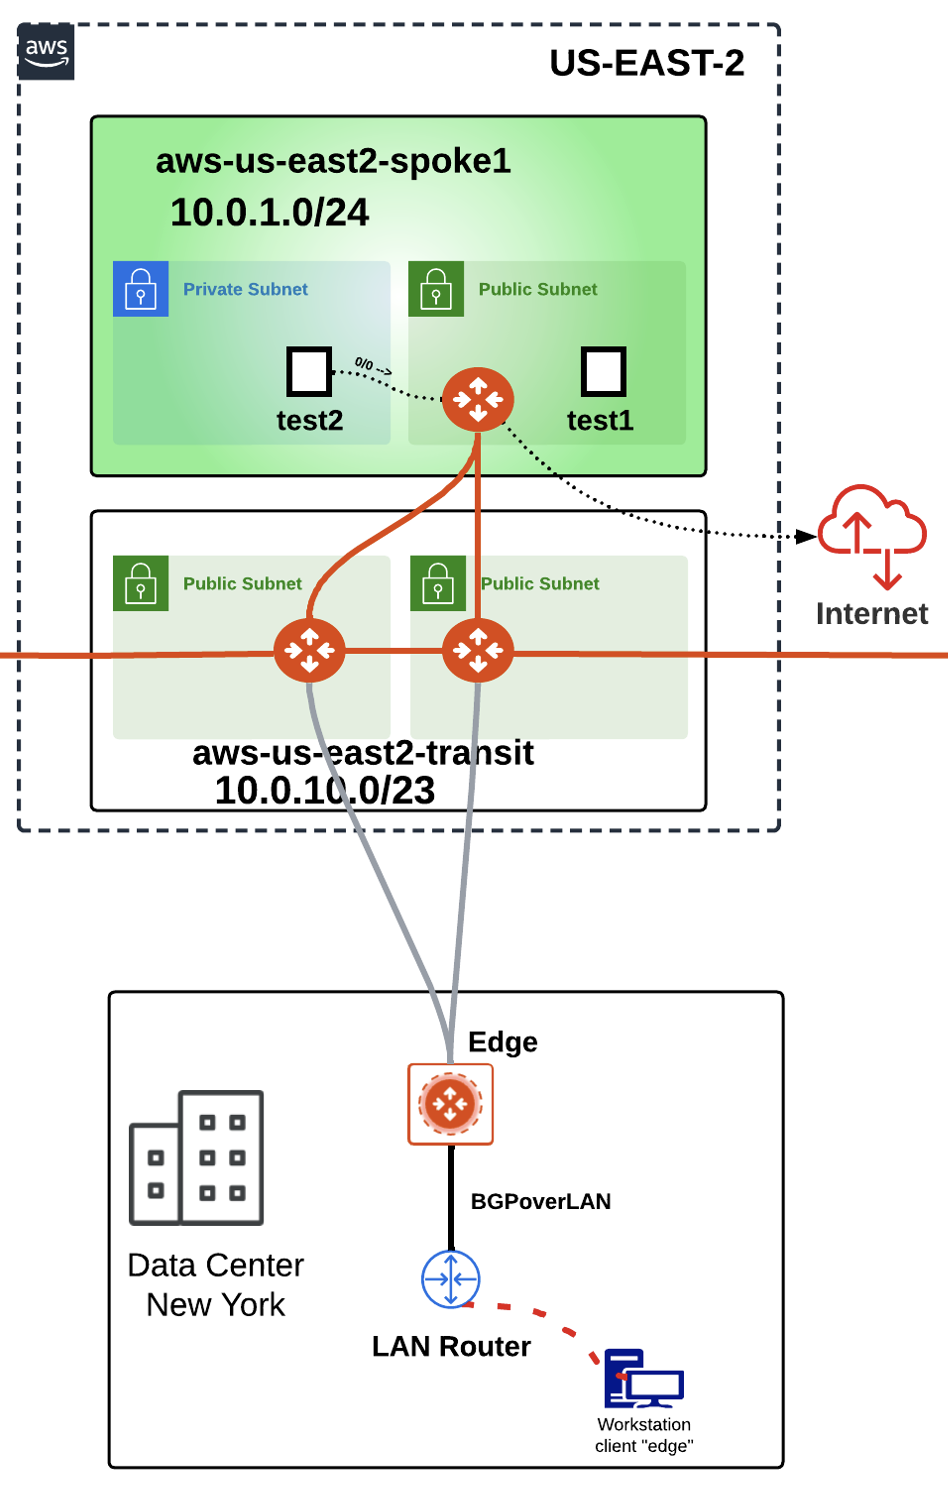 aws
US-EAST-2
aws-us-east2-spoke1
10.0.1.0/24
Private Subnet
Public Subnet
0/0 -->
test2
test1
Public Subnet
Public Subnet
Internet
aws-us-east2-transit
10.0.10.0/23
Edge
BGPoverLAN
Data Center
New York
LAN Router
Workstation
client "edge"